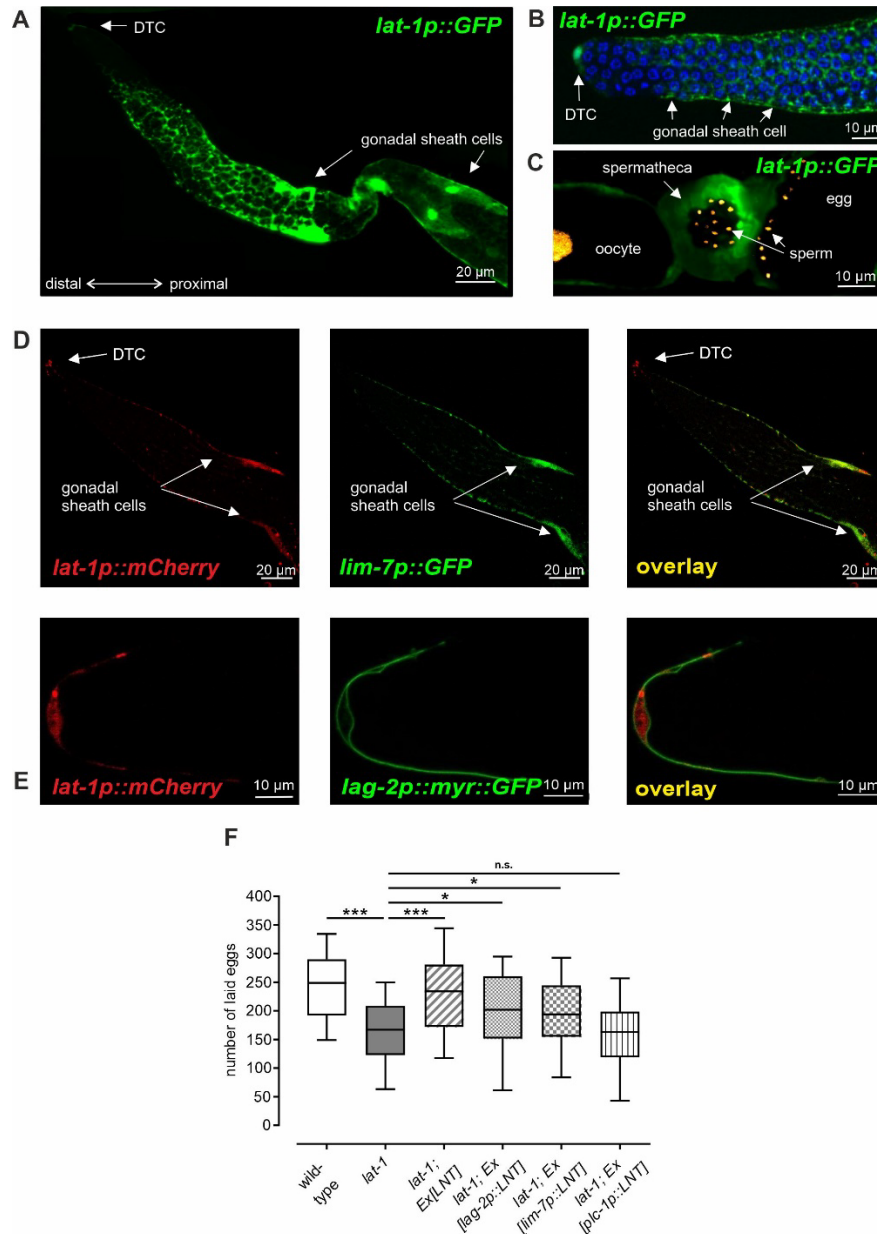 A
DTC
lat-1p::GFP
gonadal sheath cells
distal
proximal
20 µm
B
lat-1p::GFP
DTC
gonadal sheath cell
10 µm
C
lat-1p::GFP
spermatheca
egg
oocyte
sperm
10 µm
D
DTC
gonadal
sheath cells
lat-1p::mCherry
20 µm
gonadal
sheath cells
lim-7p::GFP
20 µm
DTC
gonadal
sheath cells
overlay
20 µm
E
lat-1p::mCherry
10 µm
lag-2p::myr::GFP
10 µm
overlay
10 µm
F
n.s.
*
*
***
***
number of laid eggs
400
350
300
250
200
150
100
50
0
wild-
type
lat-1
lat-1;
Ex[LNT]
lat-1; Ex
[lag-2p::LNT]
lat-1; Ex
[lim-7p::LNT]
lat-1; Ex
[plc-1p::LNT]